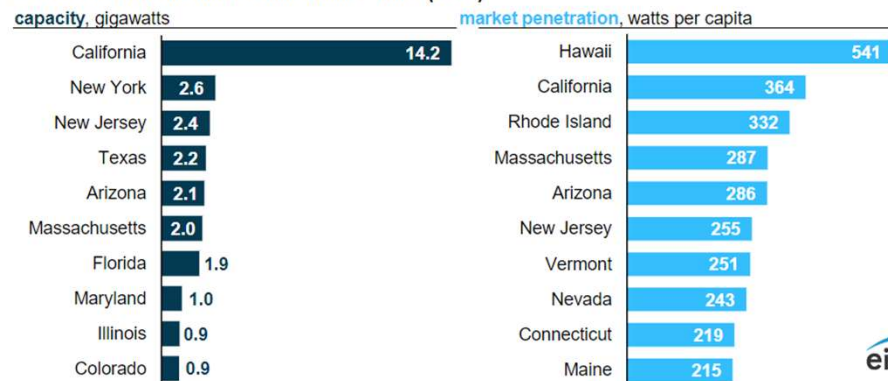 capacity, gigawatts
California 14.2
New York 2.6
New Jersey 2.4
Texas 2.2
Arizona 2.1
Massachusetts 2.0
Florida 1.9
Maryland 1.0
Illinois 0.9
Colorado 0.9
market penetration, watts per capita
Hawaii 541
California 364
Rhode Island 332
Massachusetts 287
Arizona 286
New Jersey 255
Vermont 251
Nevada 243
Connecticut 219
Maine 215
ei